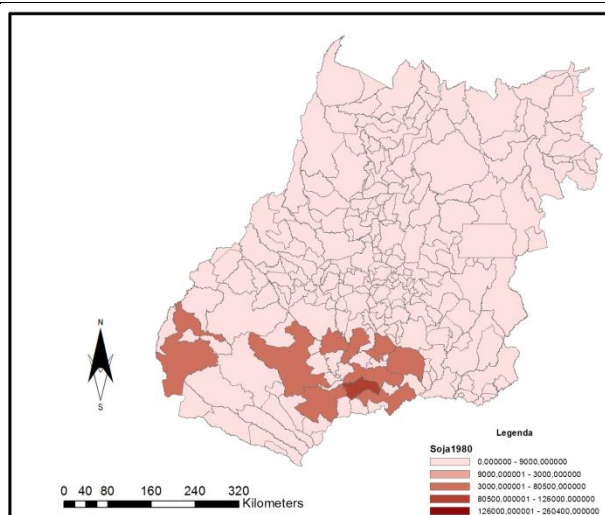 N
S
0 40 80 160 240 320
Kilometers
Legenda
Soja1980
0,000000 - 9000,000000
9000,000001 - 3000,000000
3000,000001 - 80500,000000
80500,000001 - 126000,000000
126000,000001 - 260400,000000